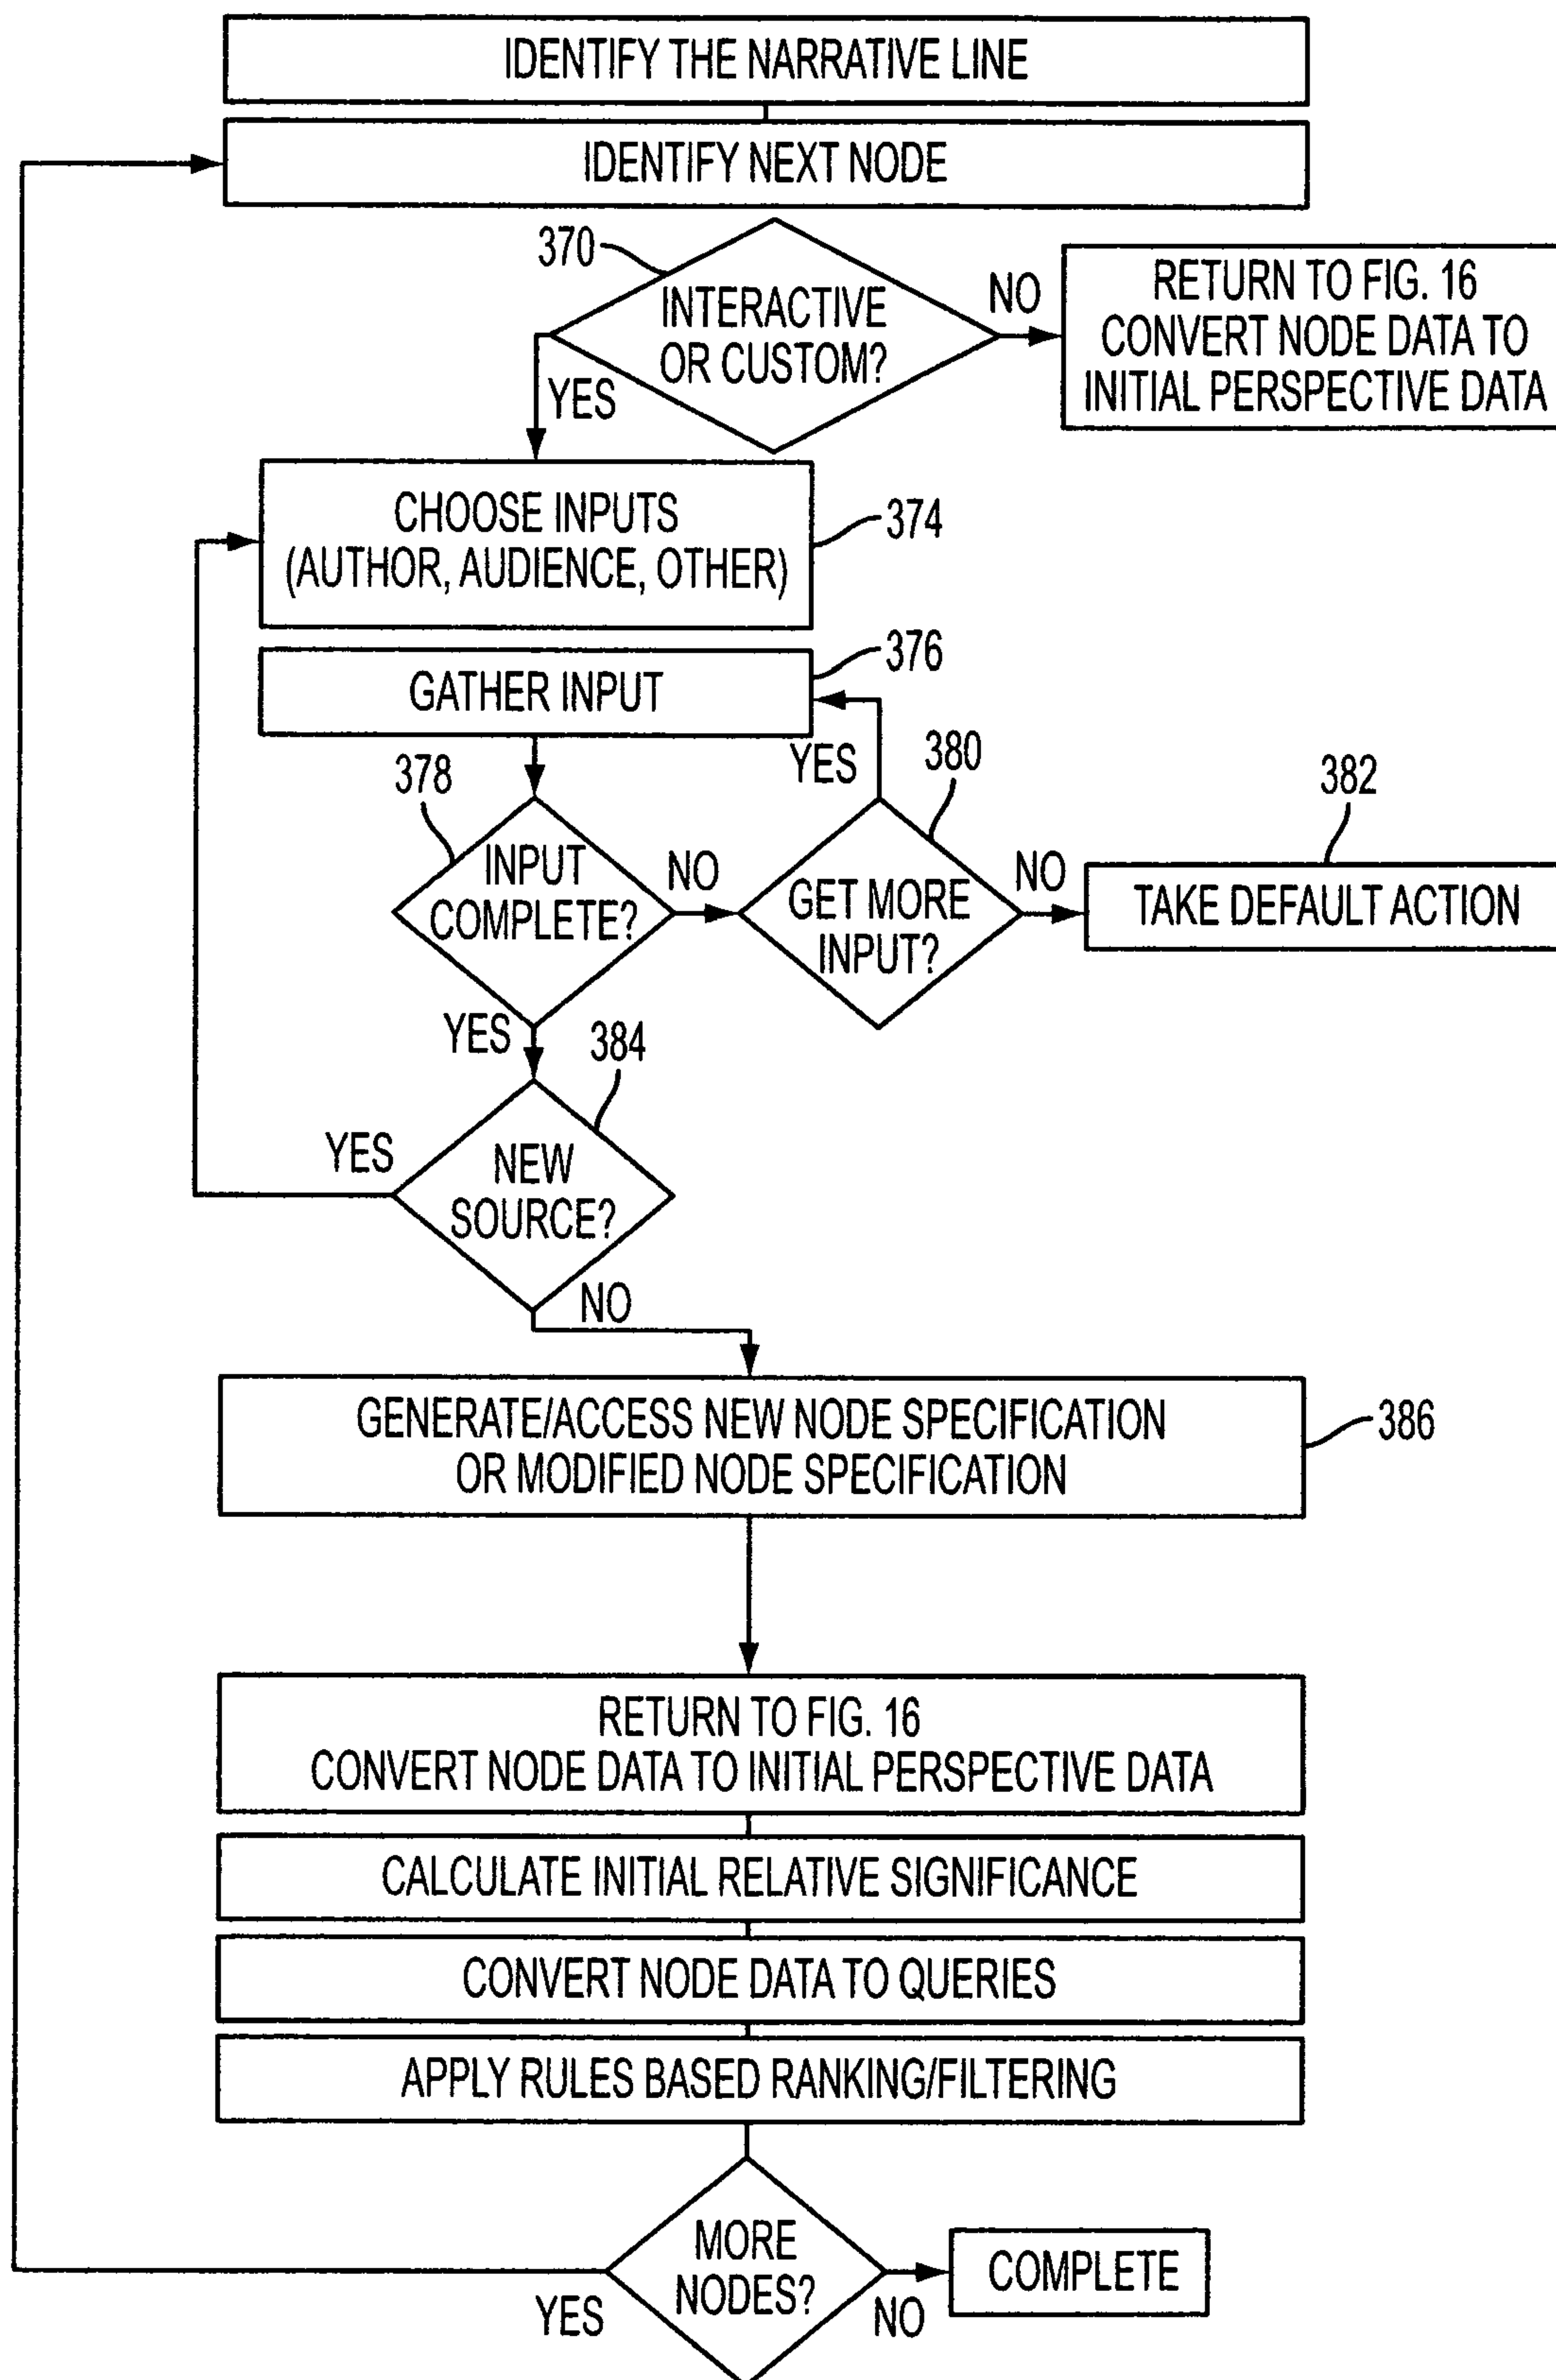 IDENTIFY THE NARRATIVE LINE
IDENTIFY NEXT NODE
370
INTERACTIVE
OR CUSTOM?
NO
RETURN TO FIG. 16
CONVERT NODE DATA TO
INITIAL PERSPECTIVE DATA
YES
CHOOSE INPUTS
(AUTHOR, AUDIENCE, OTHER)
374
GATHER INPUT
376
378
INPUT
COMPLETE?
NO
YES
380
GET MORE
INPUT?
NO
382
TAKE DEFAULT ACTION
YES
384
NEW
SOURCE?
YES
NO
GENERATE/ACCESS NEW NODE SPECIFICATION
OR MODIFIED NODE SPECIFICATION
386
RETURN TO FIG. 16
CONVERT NODE DATA TO INITIAL PERSPECTIVE DATA
CALCULATE INITIAL RELATIVE SIGNIFICANCE
CONVERT NODE DATA TO QUERIES
APPLY RULES BASED RANKING/FILTERING
MORE
NODES?
YES
NO
COMPLETE